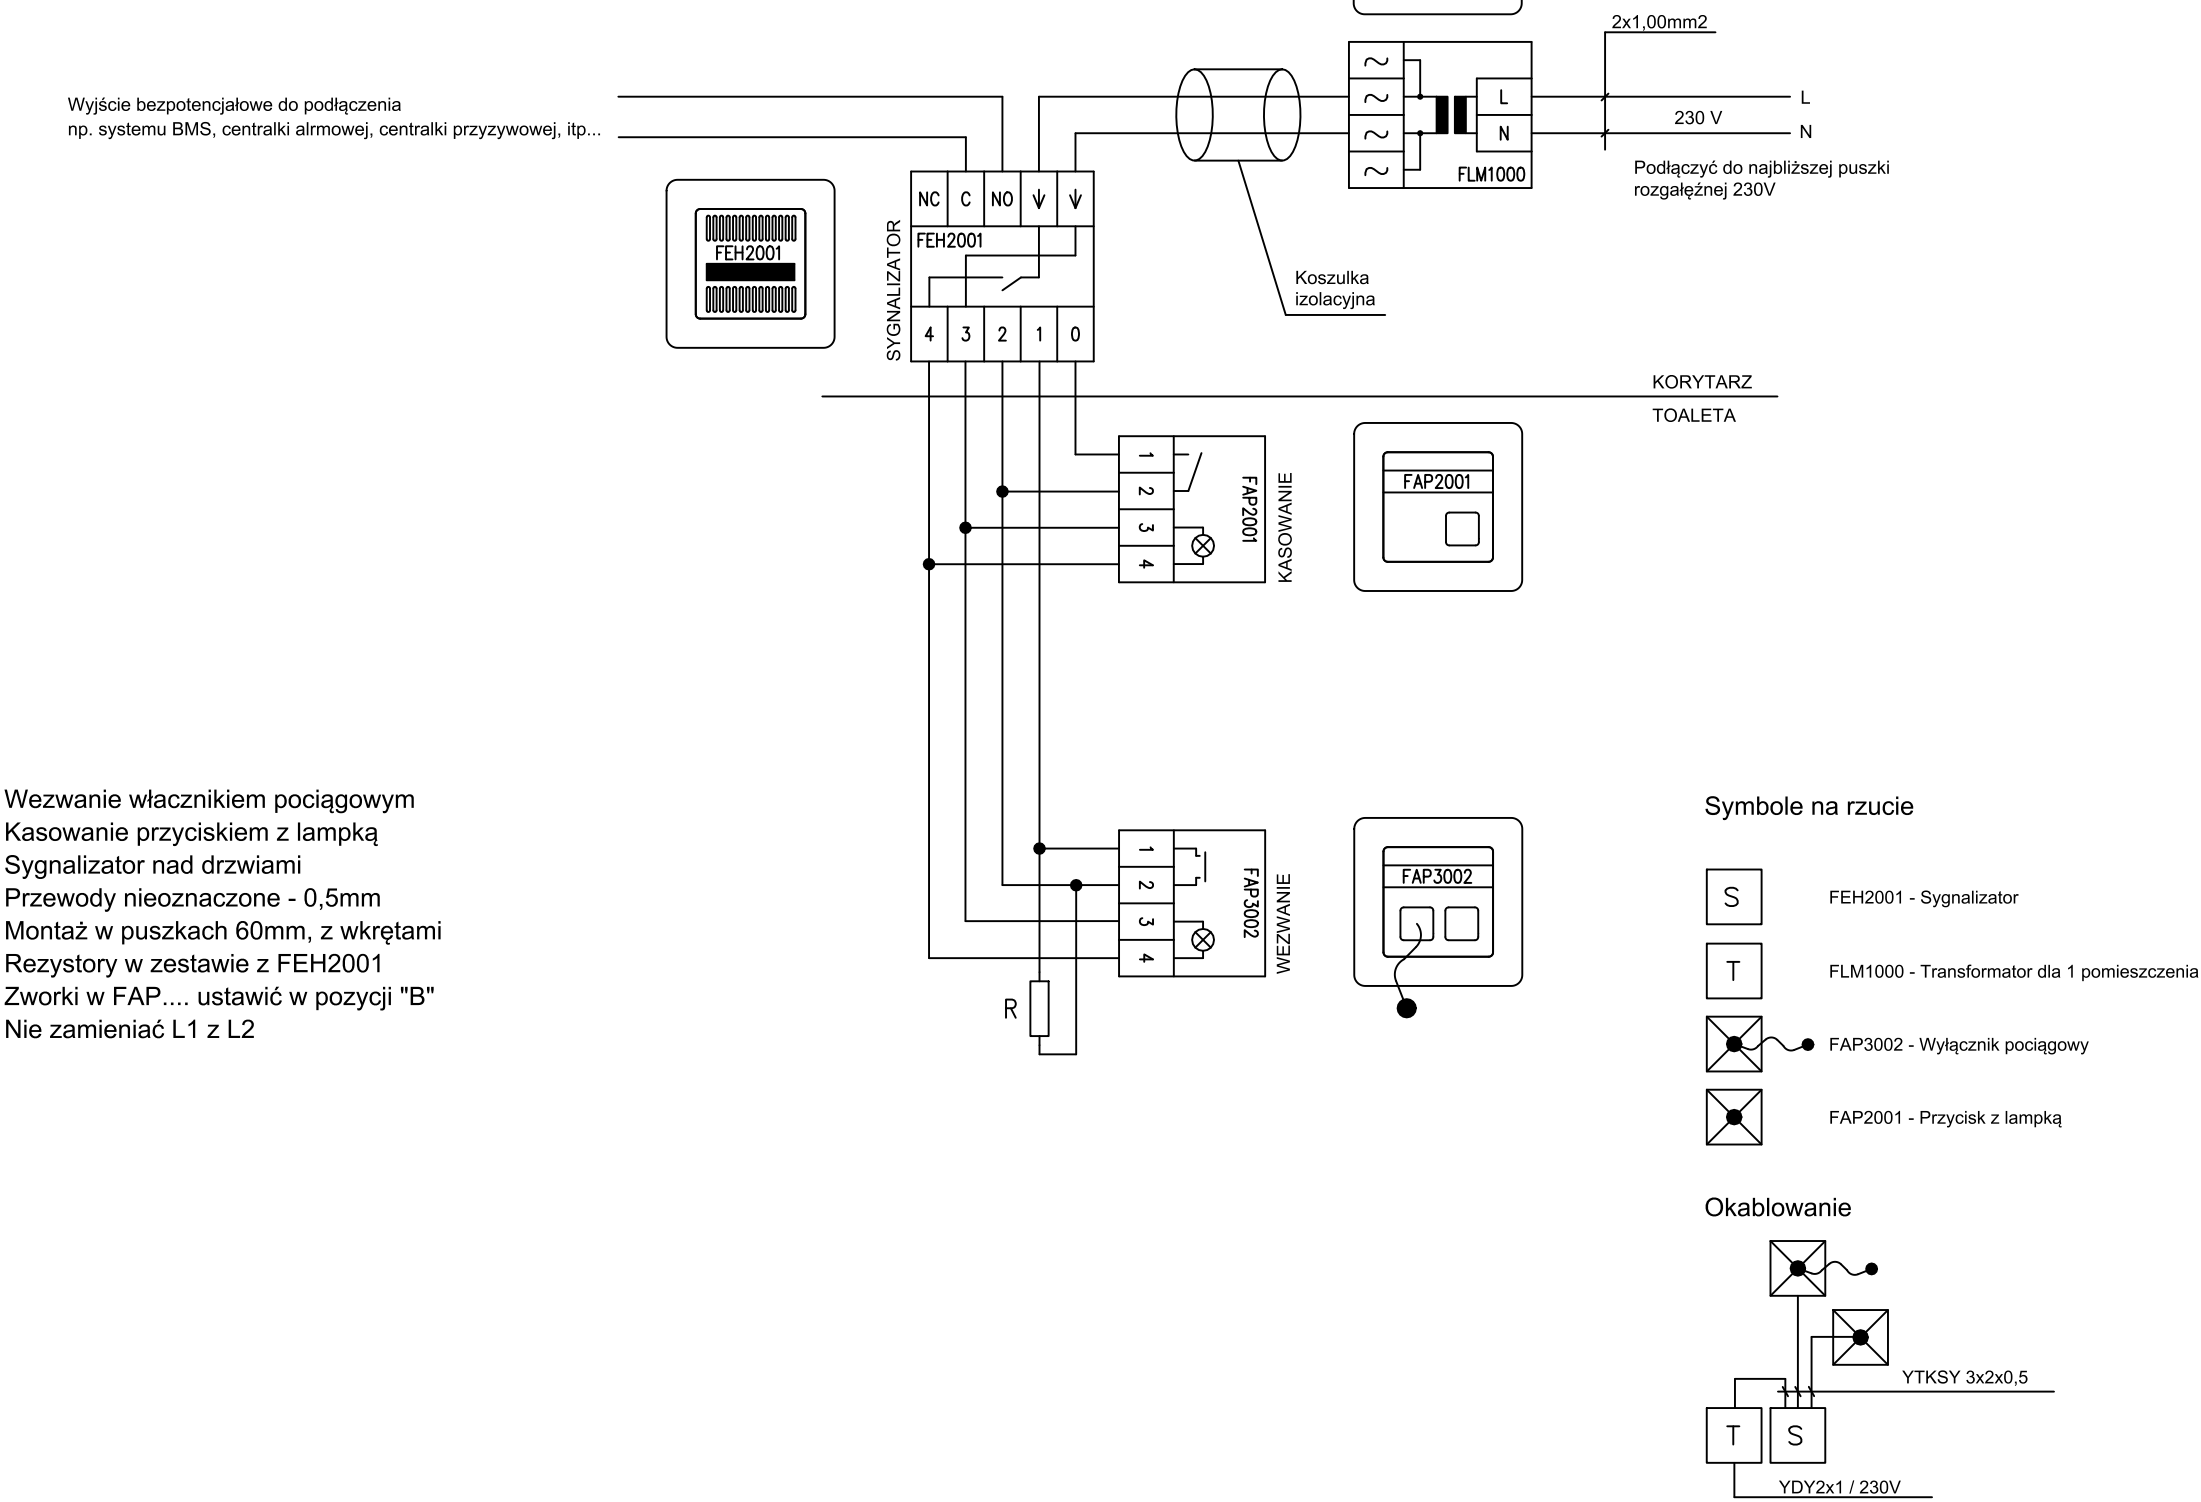 2x1,00mm2
Wyjście bezpotencjałowe do podłączenia
np. systemu BMS, centralki alrmowej, centralki przyzywowej, itp...
~
~
~
~
L
N
FLM1000
L
230 V
N
Podłączyć do najbliższej puszki
rozgałęźnej 230V
FEH2001
SYGNALIZATOR
NC C NO
FEH2001
4 3 2 1 0
Koszulka
izolacyjna
KORYTARZ
TOALETA
1
2
3
4
FAP2001
KASOWANIE
FAP2001
1
2
3
4
FAP3002
WEZWANIE
FAP3002
R
Wezwanie włacznikiem pociągowym
Kasowanie przyciskiem z lampką
Sygnalizator nad drzwiami
Przewody nieoznaczone - 0,5mm
Montaż w puszkach 60mm, z wkrętami
Rezystory w zestawie z FEH2001
Zworki w FAP.... ustawić w pozycji "B"
Nie zamieniać L1 z L2
Symbole na rzucie
S FEH2001 - Sygnalizator
T FLM1000 - Transformator dla 1 pomieszczenia
FAP3002 - Wyłącznik pociągowy
FAP2001 - Przycisk z lampką
Okablowanie
YTKSY 3x2x0,5
T S
YDY2x1 / 230V